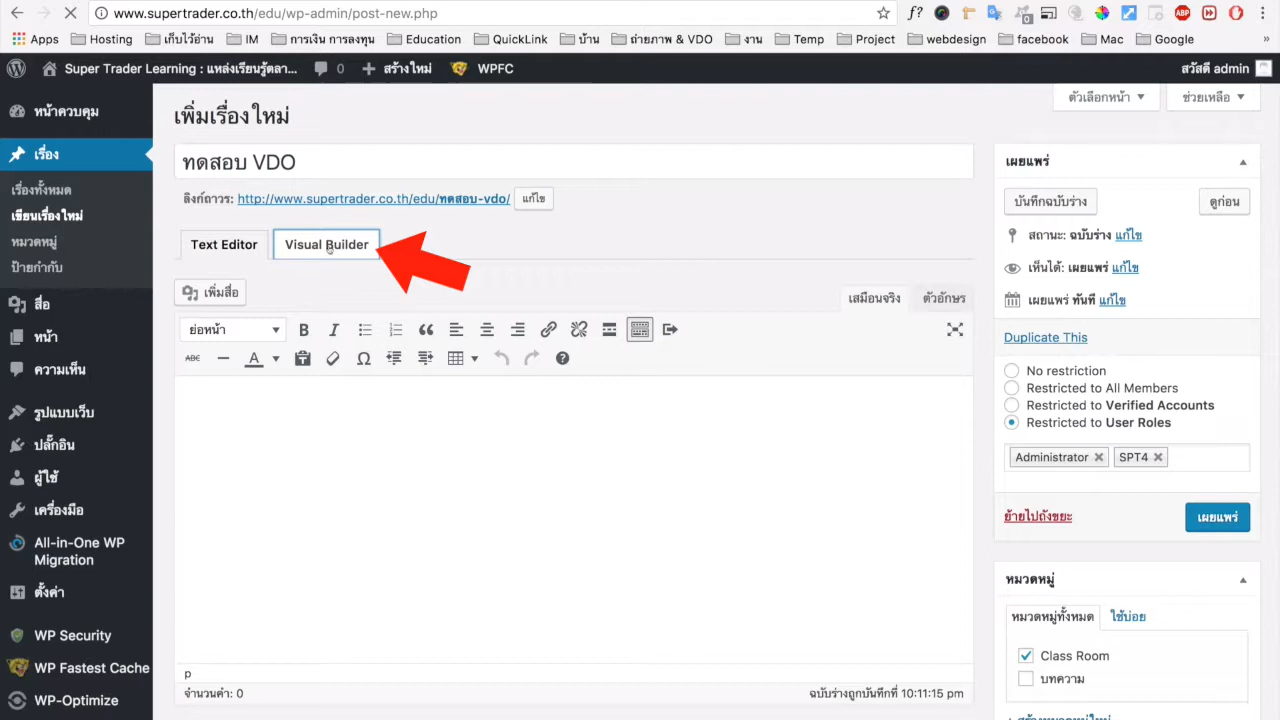 www.supertrader.co.th/edu/wp-admin/post-new.php
Apps Hosting เก็บไว้อ่าน IM การเงิน การลงทุน Education QuickLink บ้าน ถ่ายภาพ & VDO งาน Temp Project webdesign facebook Mac Google »
Super Trader Learning : แหล่งเรียนรู้ตลา... 0 สร้างใหม่ WPFC สวัสดี admin
หน้าควบคุม
เรื่อง
เรื่องทั้งหมด
เขียนเรื่องใหม่
หมวดหมู่
ป้ายกำกับ
สื่อ
หน้า
ความเห็น
รูปแบบเว็บ
ปลั๊กอิน
ผู้ใช้
เครื่องมือ
All-in-One WP
Migration
ตั้งค่า
WP Security
WP Fastest Cache
WP-Optimize
ตัวเลือกหน้า ช่วยเหลือ
เพิ่มเรื่องใหม่
ทดสอบ VDO
ลิงก์ถาวร: http://www.supertrader.co.th/edu/ทดสอบ-vdo/ แก้ไข
Text Editor Visual Builder
เพิ่มสื่อ
เสมือนจริง ตัวอักษร
ย่อหน้า B I
ABC A Ω
p
จำนวนคำ: 0 ฉบับร่างถูกบันทึกที่ 10:11:15 pm
เผยแพร่
บันทึกฉบับร่าง ดูก่อน
สถานะ: ฉบับร่าง แก้ไข
เห็นได้: เผยแพร่ แก้ไข
เผยแพร่ ทันที แก้ไข
Duplicate This
No restriction
Restricted to All Members
Restricted to Verified Accounts
Restricted to User Roles
Administrator SPT4
ย้ายไปถังขยะ เผยแพร่
หมวดหมู่
หมวดหมู่ทั้งหมด ใช้บ่อย
Class Room
บทความ
+ สร้างหมวดหมู่ใหม่